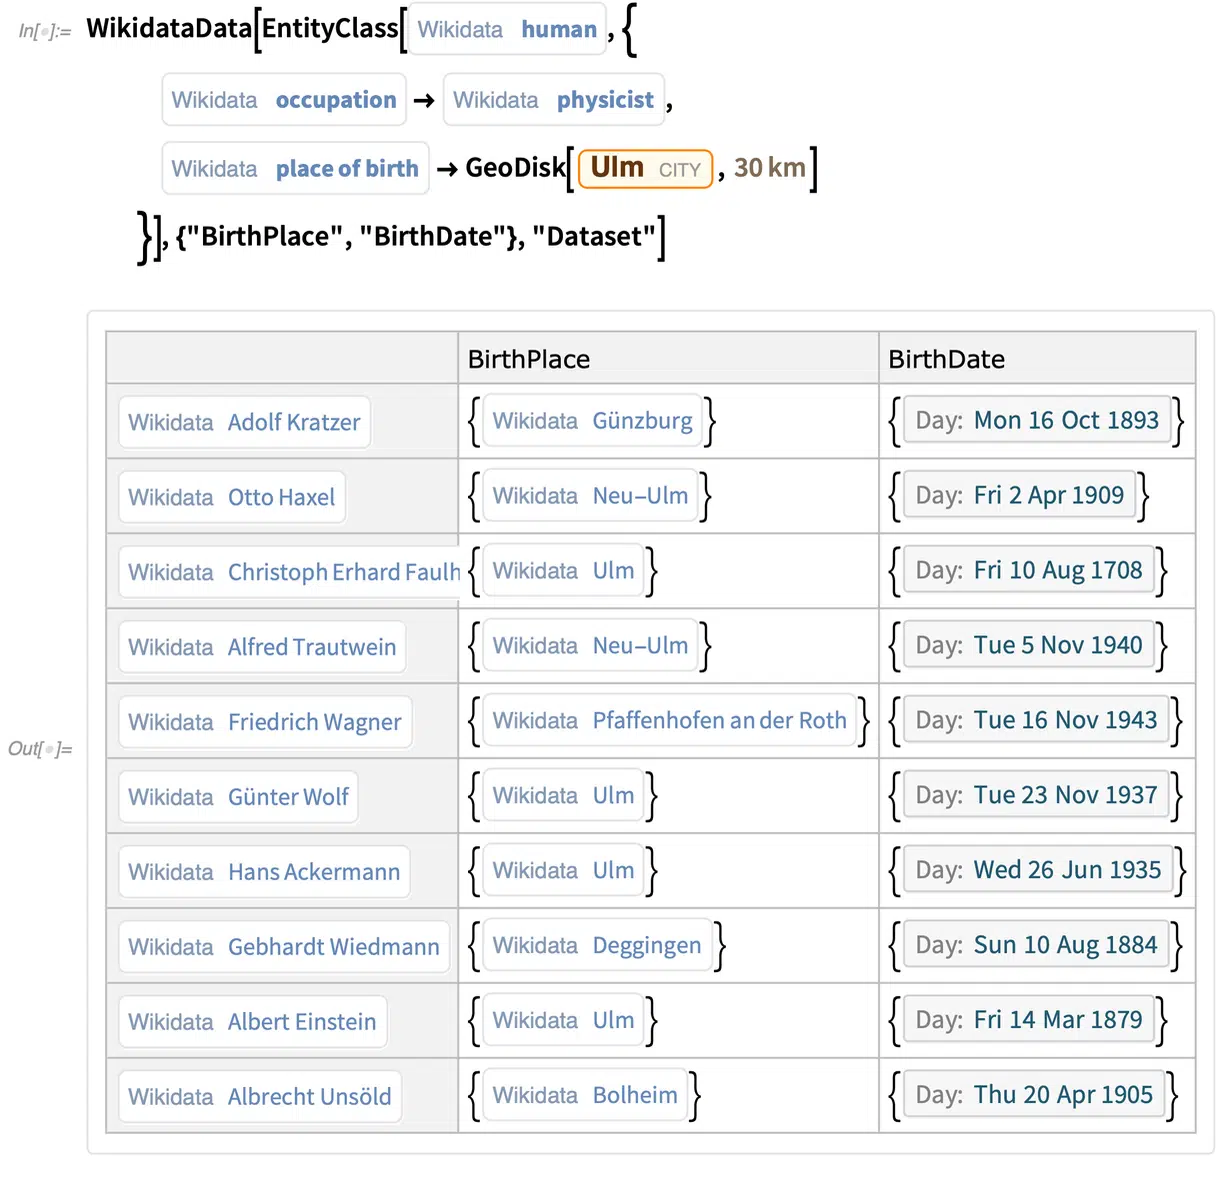 In[●]:= WikidataData[EntityClass[ Wikidata human , {
Wikidata occupation → Wikidata physicist ,
Wikidata place of birth → GeoDisk[ Ulm CITY , 30 km ]
}], {"BirthPlace", "BirthDate"}, "Dataset"]
BirthPlace BirthDate
Wikidata Adolf Kratzer { Wikidata Günzburg } { Day: Mon 16 Oct 1893 }
Wikidata Otto Haxel { Wikidata Neu–Ulm } { Day: Fri 2 Apr 1909 }
Wikidata Christoph Erhard Faulh { Wikidata Ulm } { Day: Fri 10 Aug 1708 }
Wikidata Alfred Trautwein { Wikidata Neu–Ulm } { Day: Tue 5 Nov 1940 }
Wikidata Friedrich Wagner { Wikidata Pfaffenhofen an der Roth } { Day: Tue 16 Nov 1943 }
Out[●]=
Wikidata Günter Wolf { Wikidata Ulm } { Day: Tue 23 Nov 1937 }
Wikidata Hans Ackermann { Wikidata Ulm } { Day: Wed 26 Jun 1935 }
Wikidata Gebhardt Wiedmann { Wikidata Deggingen } { Day: Sun 10 Aug 1884 }
Wikidata Albert Einstein { Wikidata Ulm } { Day: Fri 14 Mar 1879 }
Wikidata Albrecht Unsöld { Wikidata Bolheim } { Day: Thu 20 Apr 1905 }